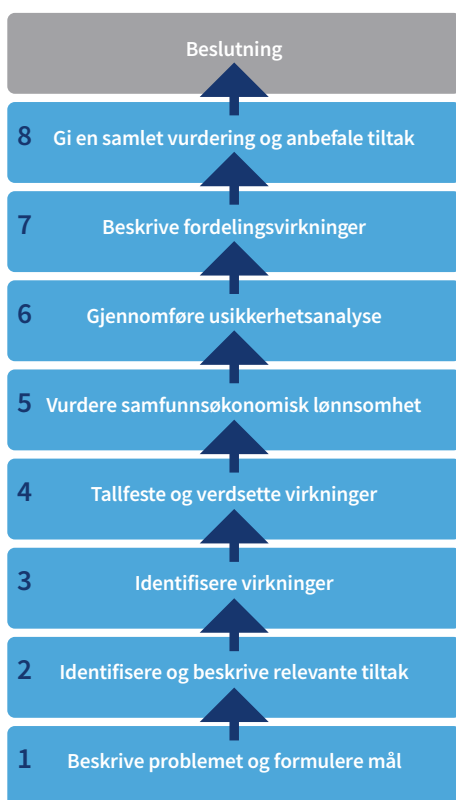 Beslutning
8 Gi en samlet vurdering og anbefale tiltak
7 Beskrive fordelingsvirkninger
6 Gjennomføre usikkerhetsanalyse
5 Vurdere samfunnsøkonomisk lønnsomhet
4 Tallfeste og verdsette virkninger
3 Identifisere virkninger
2 Identifisere og beskrive relevante tiltak
1 Beskrive problemet og formulere mål